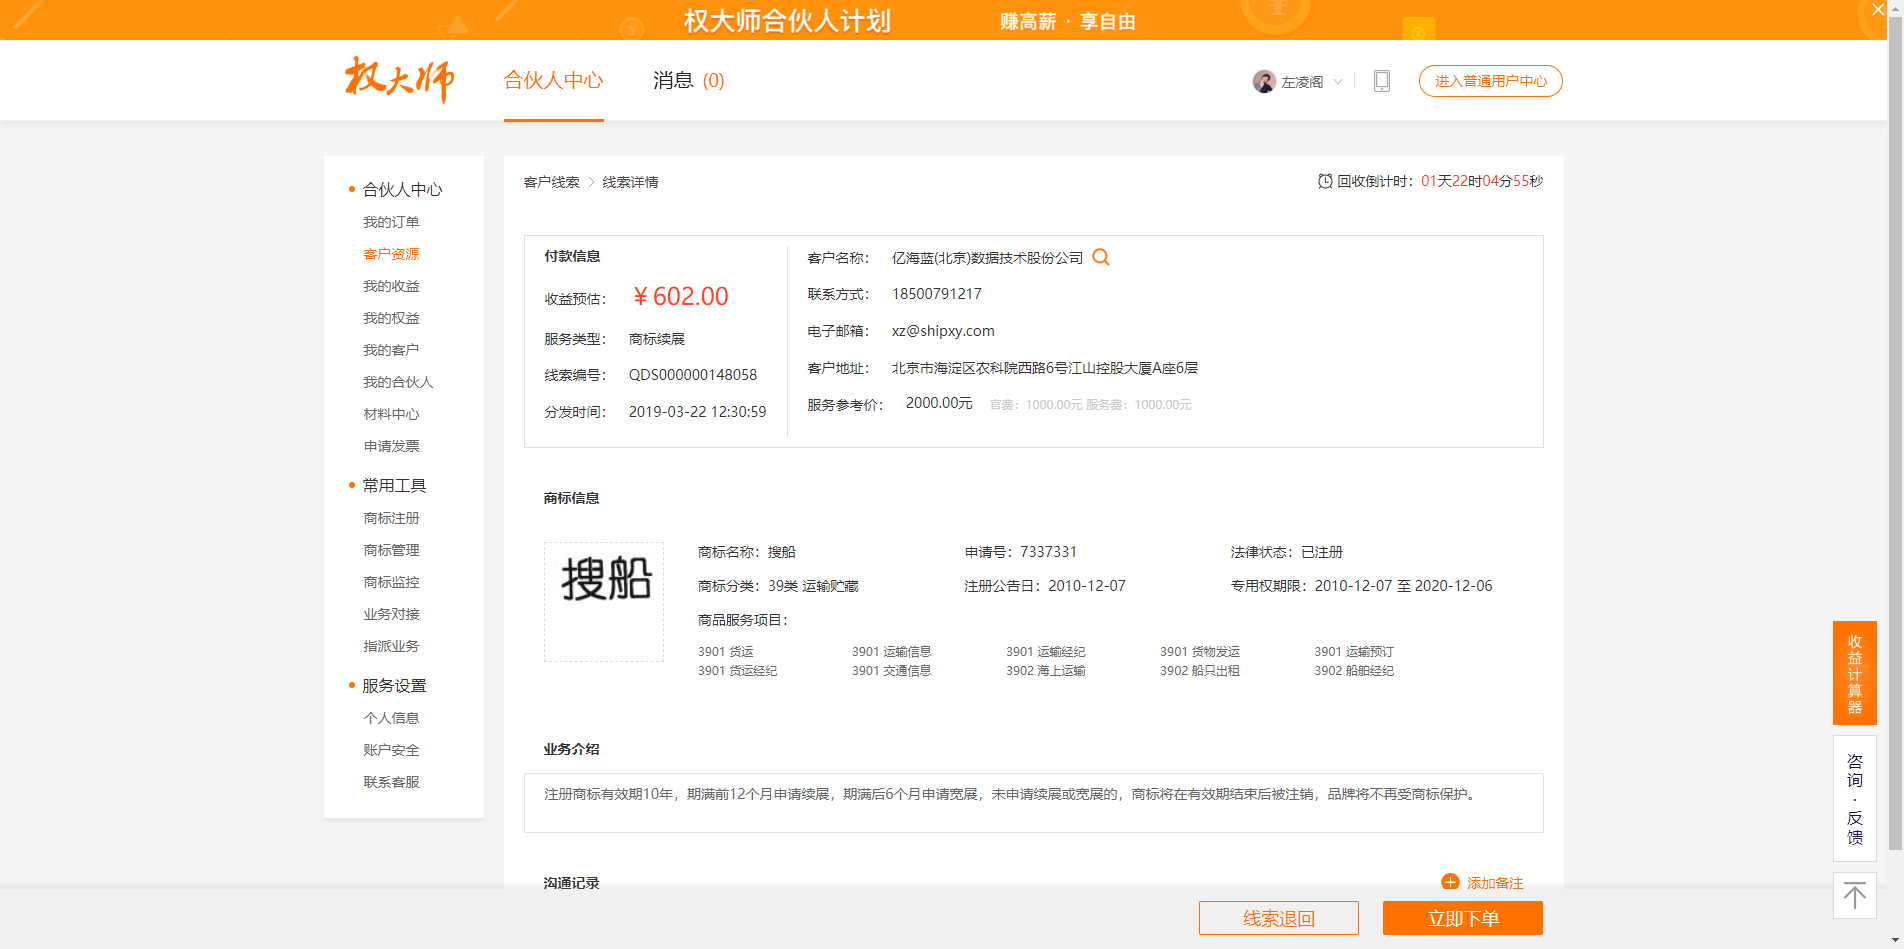 权大师合伙人计划 赚高薪 · 享自由
权大师 合伙人中心 消息 (0) 左凌阁 进入普通用户中心
合伙人中心
我的订单
客户资源
我的收益
我的权益
我的客户
我的合伙人
材料中心
申请发票
常用工具
商标注册
商标管理
商标监控
业务对接
指派业务
服务设置
个人信息
账户安全
联系客服
客户线索 > 线索详情 回收倒计时：01天22时04分55秒
付款信息
收益预估： ¥ 602.00
服务类型： 商标续展
线索编号： QDS000000148058
分发时间： 2019-03-22 12:30:59
客户名称： 亿海蓝(北京)数据技术股份公司
联系方式： 18500791217
电子邮箱： xz@shipxy.com
客户地址： 北京市海淀区农科院西路6号江山控股大厦A座6层
服务参考价： 2000.00元 官费：1000.00元 服务费：1000.00元
商标信息
搜船
商标名称：搜船 申请号：7337331 法律状态：已注册
商标分类：39类 运输贮藏 注册公告日：2010-12-07 专用权期限：2010-12-07 至 2020-12-06
商品服务项目：
3901 货运 3901 运输信息 3901 运输经纪 3901 货物发运 3901 运输预订
3901 货运经纪 3901 交通信息 3902 海上运输 3902 船只出租 3902 船舶经纪
业务介绍
注册商标有效期10年，期满前12个月申请续展，期满后6个月申请宽展，未申请续展或宽展的，商标将在有效期结束后被注销，品牌将不再受商标保护。
沟通记录 添加备注
线索退回 立即下单
收益计算器
咨询·反馈